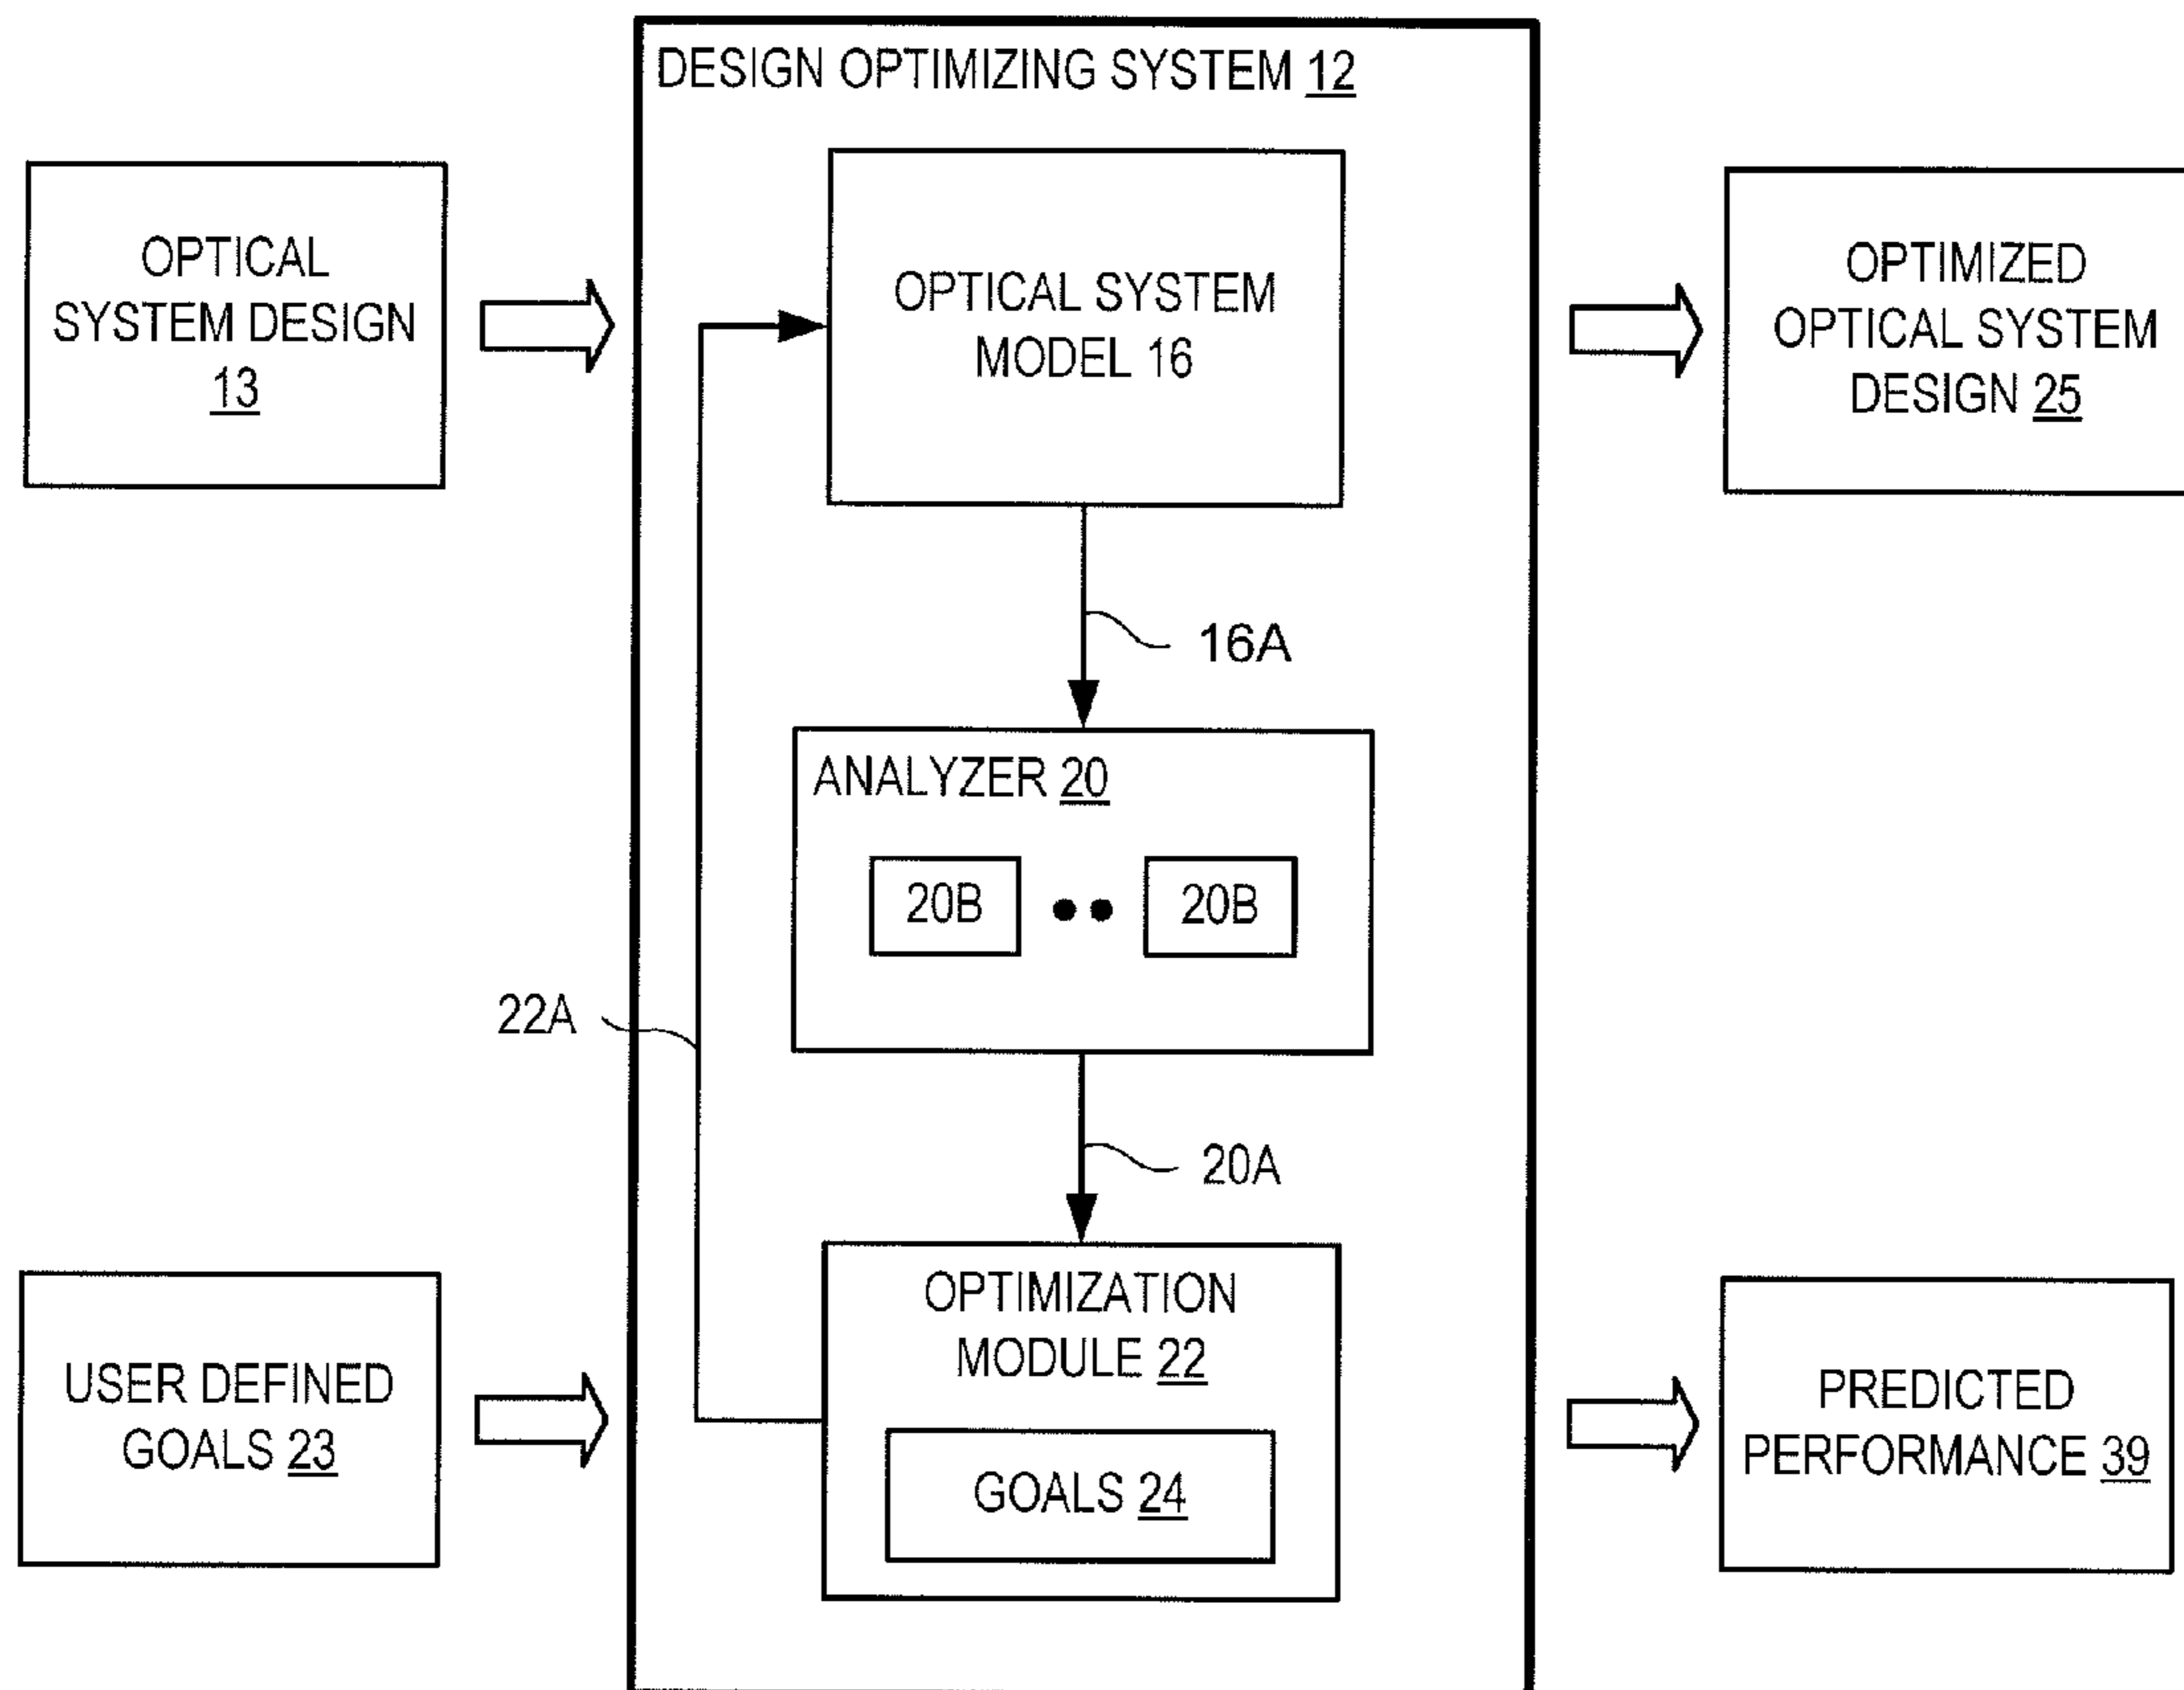 DESIGN OPTIMIZING SYSTEM 12
OPTICAL
SYSTEM DESIGN
13
OPTICAL SYSTEM
MODEL 16
OPTIMIZED
OPTICAL SYSTEM
DESIGN 25
16A
ANALYZER 20
20B
20B
22A
20A
USER DEFINED
GOALS 23
OPTIMIZATION
MODULE 22
GOALS 24
PREDICTED
PERFORMANCE 39